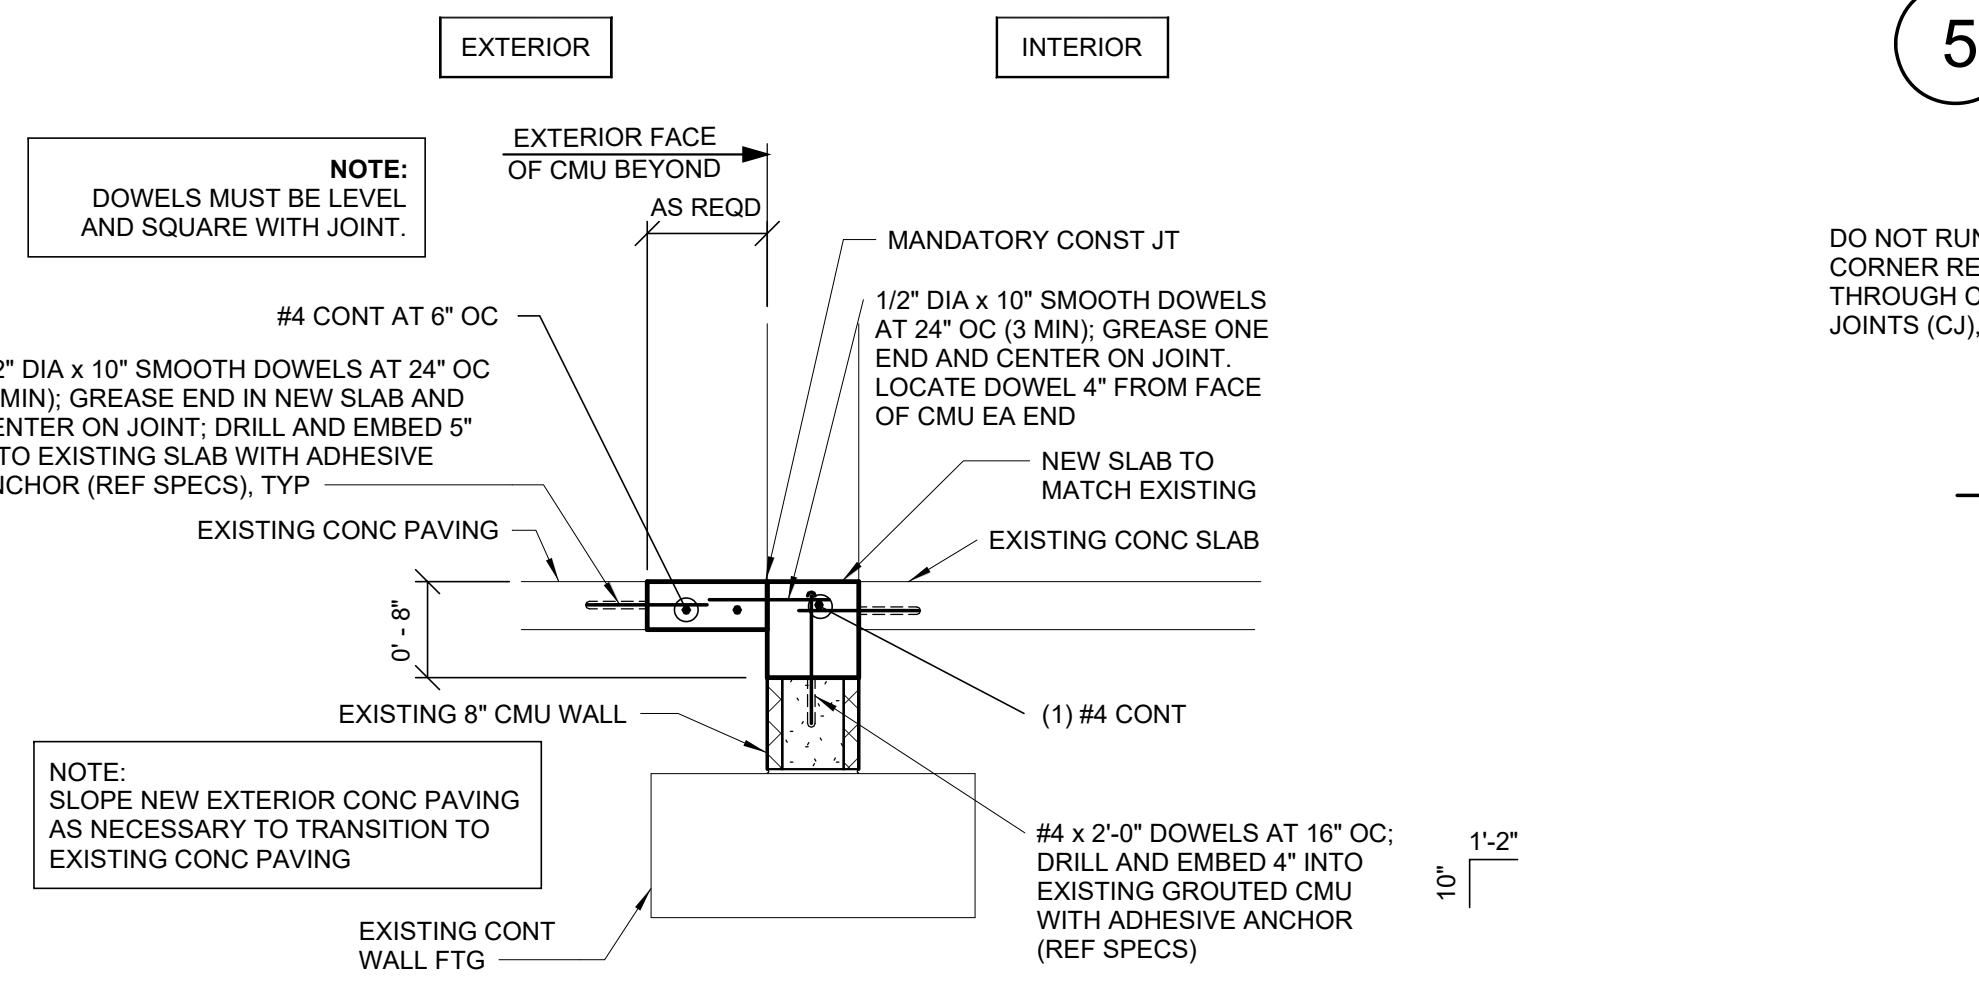 EXTERIOR
INTERIOR
5
EXTERIOR FACE
OF CMU BEYOND
NOTE:
DOWELS MUST BE LEVEL
AND SQUARE WITH JOINT.
AS REQD
MANDATORY CONST JT
1/2" DIA x 10" SMOOTH DOWELS
AT 24" OC (3 MIN); GREASE ONE
END AND CENTER ON JOINT.
LOCATE DOWEL 4" FROM FACE
OF CMU EA END
DO NOT RUN
CORNER RE
THROUGH C
JOINTS (CJ),
#4 CONT AT 6" OC
2" DIA x 10" SMOOTH DOWELS AT 24" OC
MIN); GREASE END IN NEW SLAB AND
ENTER ON JOINT; DRILL AND EMBED 5"
TO EXISTING SLAB WITH ADHESIVE
NCHOR (REF SPECS), TYP
NEW SLAB TO
MATCH EXISTING
EXISTING CONC PAVING
EXISTING CONC SLAB
0' - 8"
EXISTING 8" CMU WALL
(1) #4 CONT
NOTE:
SLOPE NEW EXTERIOR CONC PAVING
AS NECESSARY TO TRANSITION TO
EXISTING CONC PAVING
#4 x 2'-0" DOWELS AT 16" OC;
DRILL AND EMBED 4" INTO
EXISTING GROUTED CMU
WITH ADHESIVE ANCHOR
(REF SPECS)
1'-2"
10"
EXISTING CONT
WALL FTG